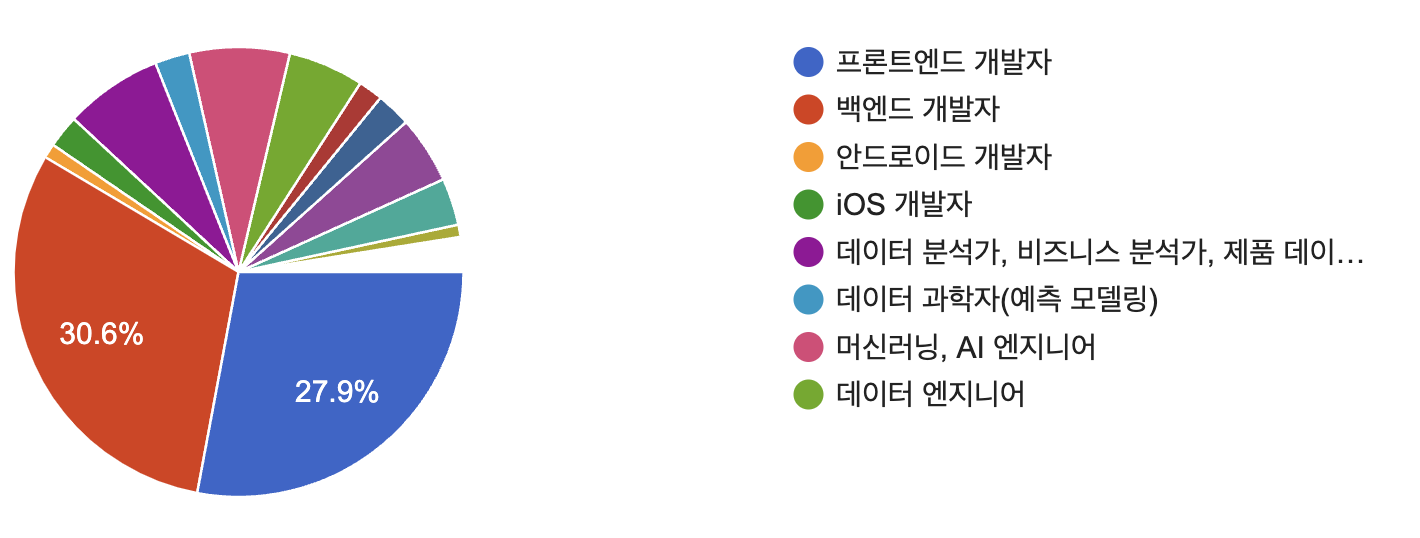 프론트엔드 개발자
백엔드 개발자
안드로이드 개발자
iOS 개발자
데이터 분석가, 비즈니스 분석가, 제품 데이...
데이터 과학자(예측 모델링)
머신러닝, AI 엔지니어
데이터 엔지니어
30.6%
27.9%